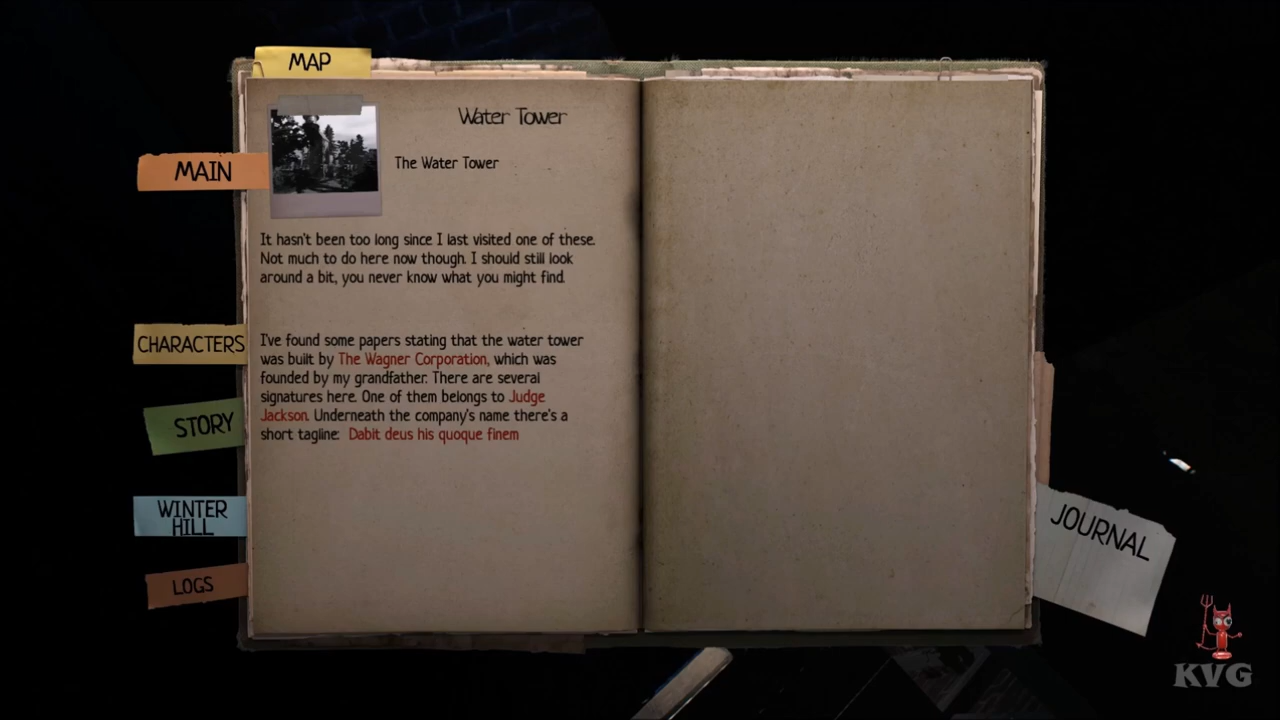 MAP
Water Tower
MAIN
The Water Tower
It hasn't been too long since I last visited one of these.
Not much to do here now though. I should still look
around a bit, you never know what you might find.
CHARACTERS
I've found some papers stating that the water tower
was built by The Wagner Corporation, which was
founded by my grandfather. There are several
signatures here. One of them belongs to Judge
Jackson. Underneath the company's name there's a
short tagline: Dabit deus his quoque finem
STORY
WINTER
HILL
LOGS
JOURNAL
KVG